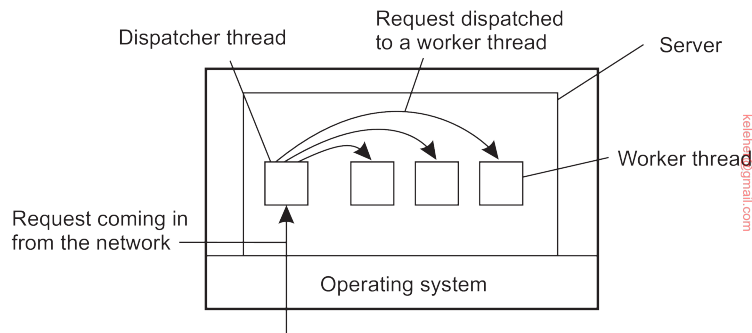 Request dispatched
to a worker thread
Dispatcher thread
Server
Worker thread
Request coming in
from the network
Operating system